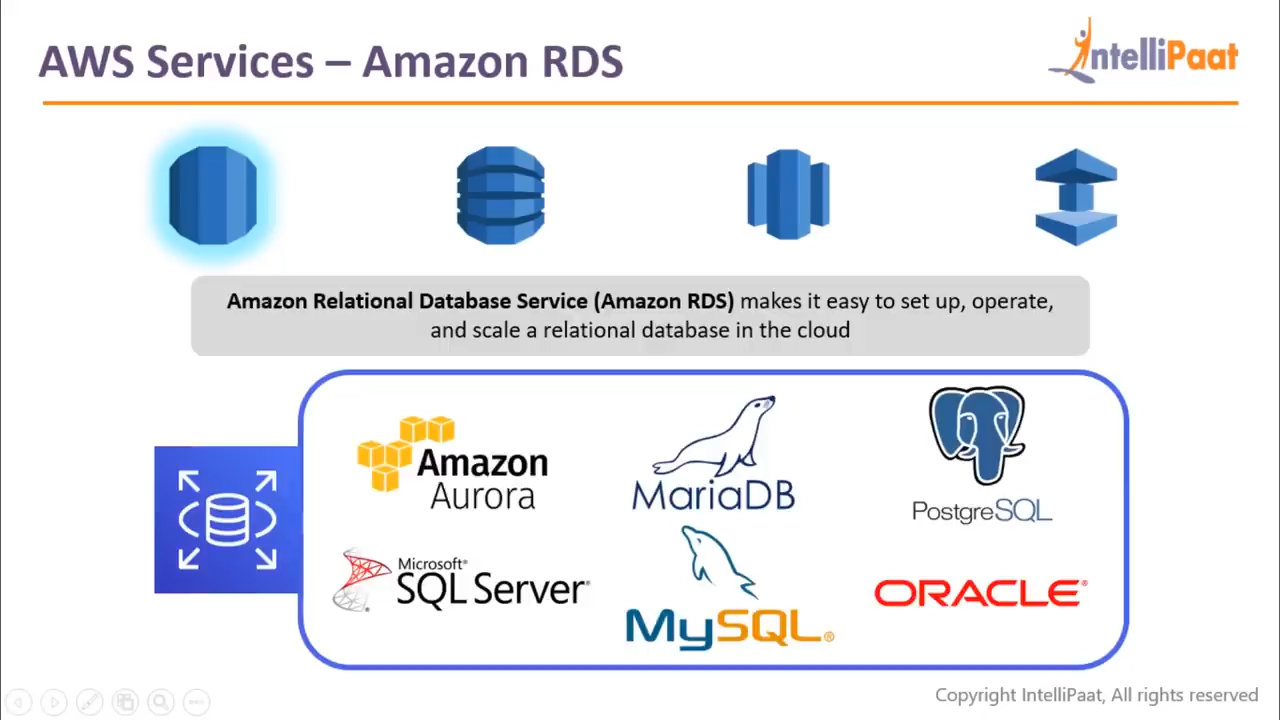 AWS Services – Amazon RDS
IntelliPaat
Amazon Relational Database Service (Amazon RDS) makes it easy to set up, operate,
and scale a relational database in the cloud
Amazon
Aurora
MariaDB
PostgreSQL
Microsoft®
SQL Server®
MySQL®
ORACLE®
Copyright IntelliPaat, All rights reserved